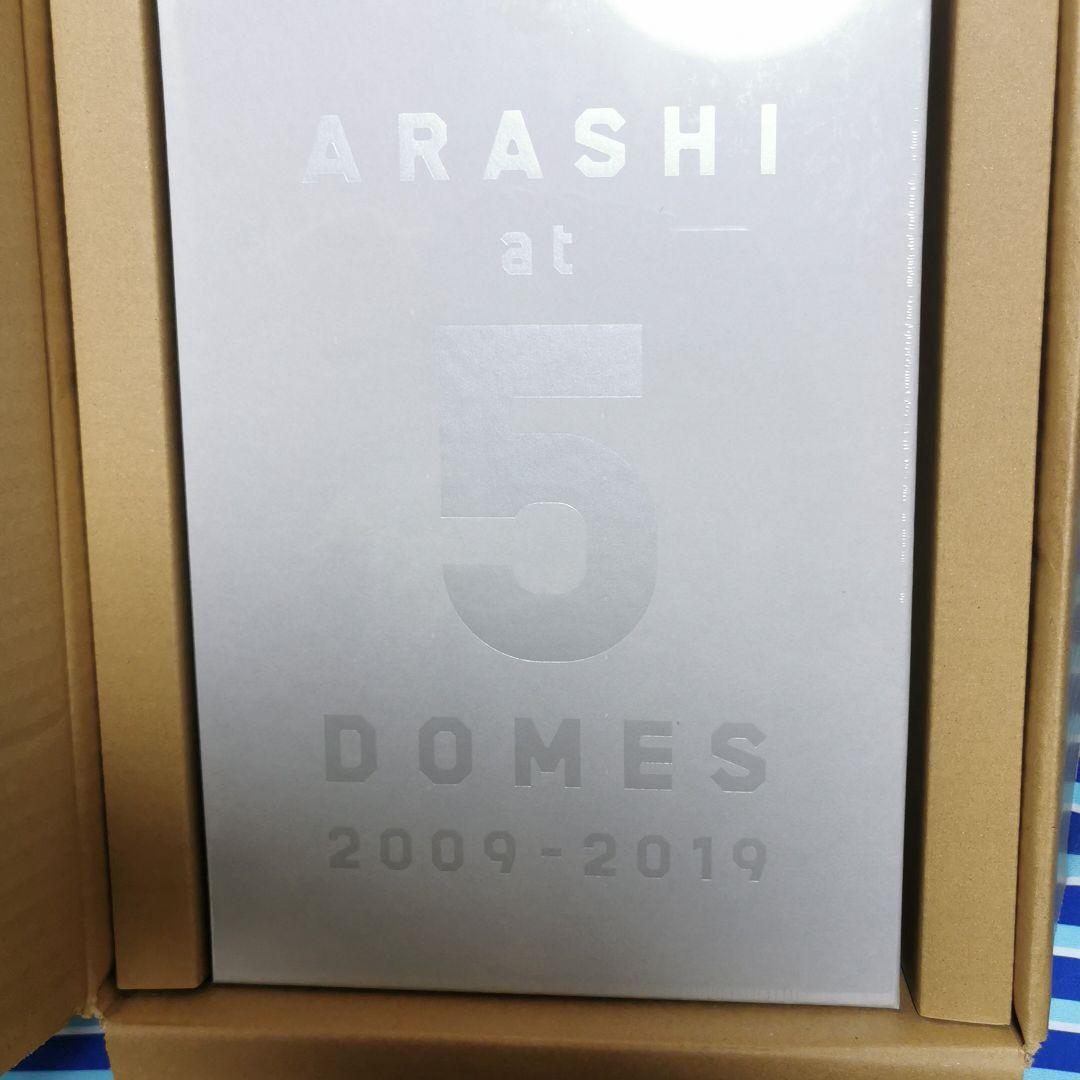 ARASHI
at
5
DOMES
2009-2019